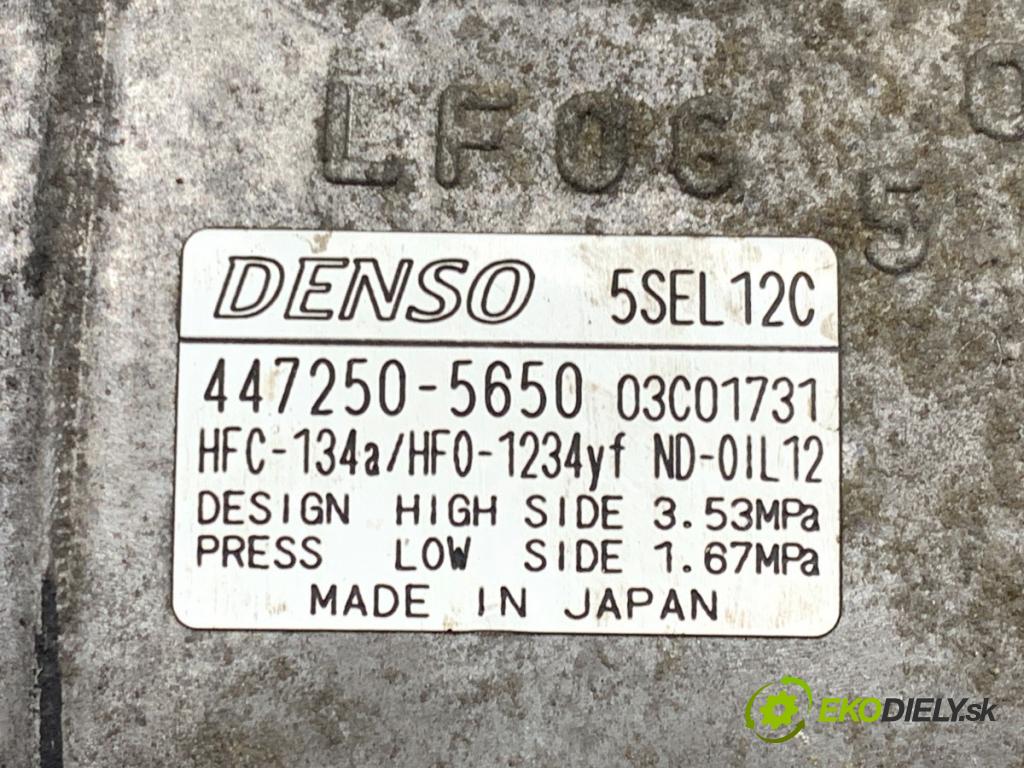 LF06
0
5
DENSO 5SEL12C
447250-5650 03C01731
HFC-134a/HFO-1234yf ND-OIL12
DESIGN HIGH SIDE 3.53MPa
PRESS LOW SIDE 1.67MPa
MADE IN JAPAN
EKODIELY.sk